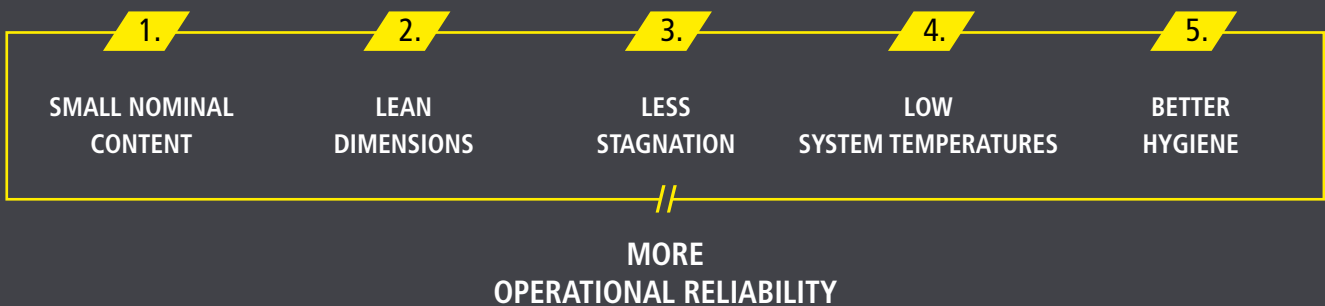 1.
2.
3.
4.
5.
SMALL NOMINAL
CONTENT
LEAN
DIMENSIONS
LESS
STAGNATION
LOW
SYSTEM TEMPERATURES
BETTER
HYGIENE
MORE
OPERATIONAL RELIABILITY